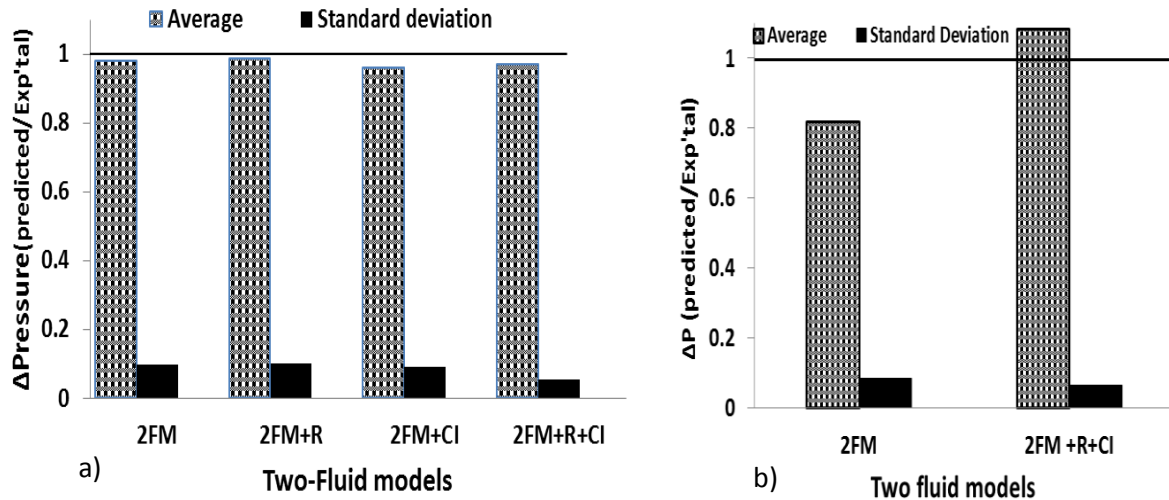 Average Standard deviation
ΔPressure(predicted/Exp'tal)
1
0.8
0.6
0.4
0.2
0
2FM 2FM+R 2FM+CI 2FM+R+CI
a) Two-Fluid models
Average Standard Deviation
ΔP (predicted/Exp'tal)
1
0.8
0.6
0.4
0.2
0
2FM 2FM +R+CI
b) Two fluid models